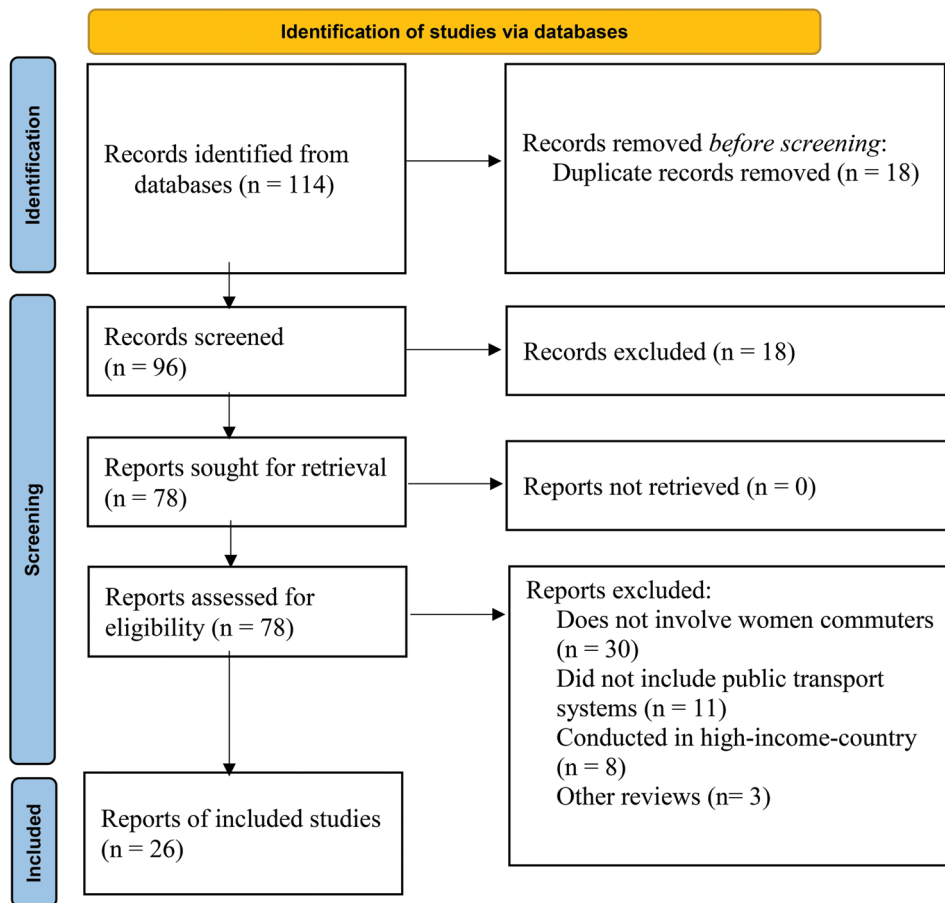 Identification of studies via databases
Identification
Records identified from
databases (n = 114)
Records removed before screening:
Duplicate records removed (n = 18)
Screening
Records screened
(n = 96)
Records excluded (n = 18)
Reports sought for retrieval
(n = 78)
Reports not retrieved (n = 0)
Reports assessed for
eligibility (n = 78)
Reports excluded:
Does not involve women commuters
(n = 30)
Did not include public transport
systems (n = 11)
Conducted in high-income-country
(n = 8)
Other reviews (n= 3)
Included
Reports of included studies
(n = 26)